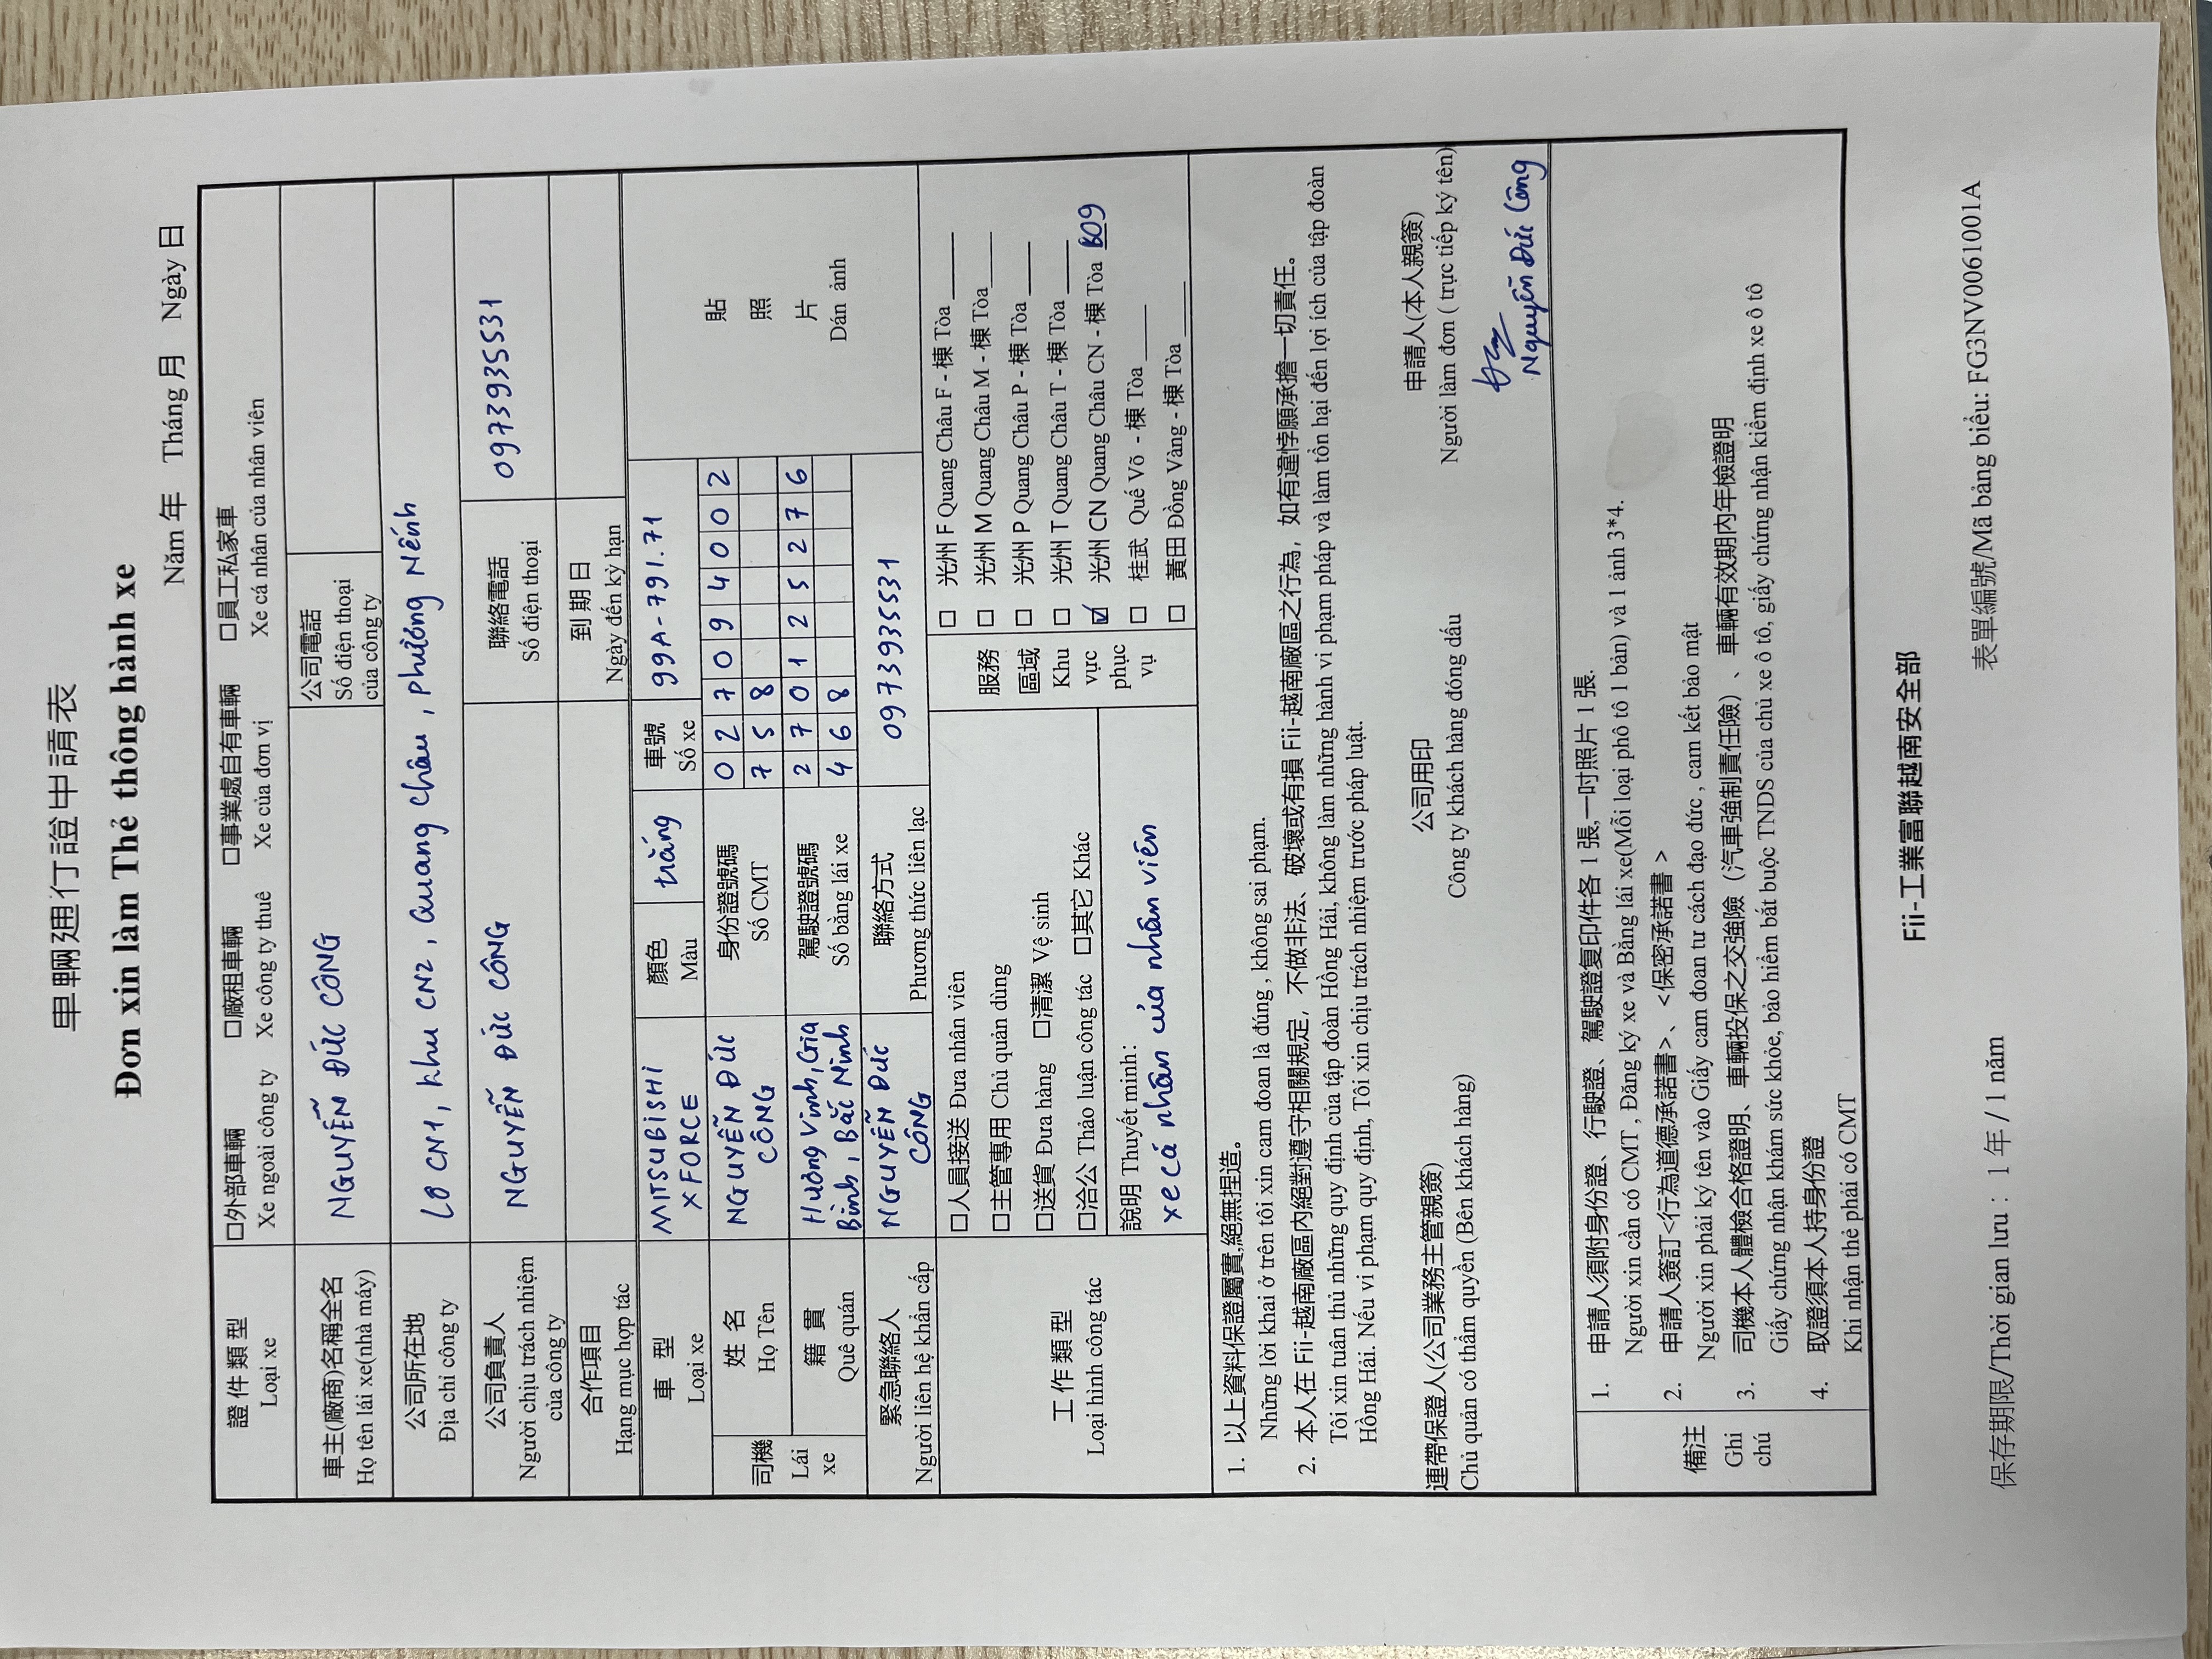 車輛通行證申請表
Đơn xin làm Thẻ thông hành xe
Năm 年 Tháng 月 Ngày 日
證件類型 □外部車輛 □廠租車輛 □事業處自有車輛 □員工私家車
Loại xe Xe ngoài công ty Xe công ty thuê Xe của đơn vị Xe cá nhân của nhân viên
車主(廠商)名稱全名 NGUYỄN ĐỨC CÔNG 公司電話
Họ tên lái xe(nhà máy) Số điện thoại
của công ty
公司所在地 Lô CN1, Khu CN2, Quang Châu, Phường Nếnh
Địa chỉ công ty
公司負責人 NGUYỄN ĐỨC CÔNG 聯絡電話 0973935531
Người chịu trách nhiệm Số điện thoại
của công ty
合作項目 到期日
Hạng mục hợp tác Ngày đến kỳ hạn
車型 MITSUBISHI 顏色 trắng 車號 99A-791.71
Loại xe XFORCE Màu Số xe
司機 姓名 NGUYỄN ĐỨC 身份證號碼 0 2 7 0 9 4 0 0 2 貼
Lái xe Họ Tên CÔNG Số CMT 7 5 8 照
籍貫 Hương Vinh, Gia 駕駛證號碼 2 7 0 1 2 5 2 7 6 片
Quê quán Bình, Bắc Ninh Số bằng lái xe 4 6 8 Dán ảnh
緊急聯絡人 NGUYỄN ĐỨC 聯絡方式 0973935531
Người liên hệ khẩn cấp CÔNG Phương thức liên lạc
工作類型
Loại hình công tác
□人員接送 Đưa nhân viên
□主管專用 Chủ quản dùng
□送貨 Đưa hàng □清潔 Vệ sinh
□洽公 Thảo luận công tác □其它 Khác
說明 Thuyết minh:
xe cá nhân của nhân viên
服務
區域
Khu
vực
phục
vụ
□ 光州 F Quang Châu F - 棟 Tòa _____
□ 光州 M Quang Châu M - 棟 Tòa_____
□ 光州 P Quang Châu P - 棟 Tòa _____
□ 光州 T Quang Châu T - 棟 Tòa _____
☑ 光州 CN Quang Châu CN - 棟 Tòa B09
□ 桂武 Quế Võ - 棟 Tòa _____
□ 黃田 Đồng Vàng - 棟 Tòa _____
1. 以上資料保證屬實,絕無捏造。
Những lời khai ở trên tôi xin cam đoan là đúng , không sai phạm.
2. 本人在 Fii-越南廠區內絕對遵守相關規定，不做非法、破壞或有損 Fii-越南廠區之行為，如有違悖願承擔一切責任。
Tôi xin tuân thủ những quy định của tập đoàn Hồng Hải, không làm những hành vi phạm pháp và làm tổn hại đến lợi ích của tập đoàn
Hồng Hải. Nếu vi phạm quy định, Tôi xin chịu trách nhiệm trước pháp luật.
連帶保證人(公司業務主管親簽) 公司用印 申請人(本人親簽)
Chủ quản có thẩm quyền (Bên khách hàng) Công ty khách hàng đóng dấu Người làm đơn ( trực tiếp ký tên)
Nguyễn Đức Công
備注
Ghi
chú
1. 申請人須附身份證、行駛證、駕駛證复印件各 1 張,一吋照片 1 張.
Người xin cần có CMT , Đăng ký xe và Bằng lái xe(Mỗi loại phô tô 1 bản) và 1 ảnh 3*4.
2. 申請人簽訂<行為道德承諾書>、<保密承諾書 >
Người xin phải ký tên vào Giấy cam đoan tư cách đạo đức , cam kết bảo mật
3. 司機本人體檢合格證明、車輛投保之交強險（汽車強制責任險）、車輛有效期內年檢證明
Giấy chứng nhận khám sức khỏe, bảo hiểm bắt buộc TNDS của chủ xe ô tô, giấy chứng nhận kiểm định xe ô tô
4. 取證須本人持身份證
Khi nhận thẻ phải có CMT
Fii-工業富聯越南安全部
保存期限/Thời gian lưu： 1 年 / 1 năm 表單編號/Mã bảng biểu: FG3NV0061001A